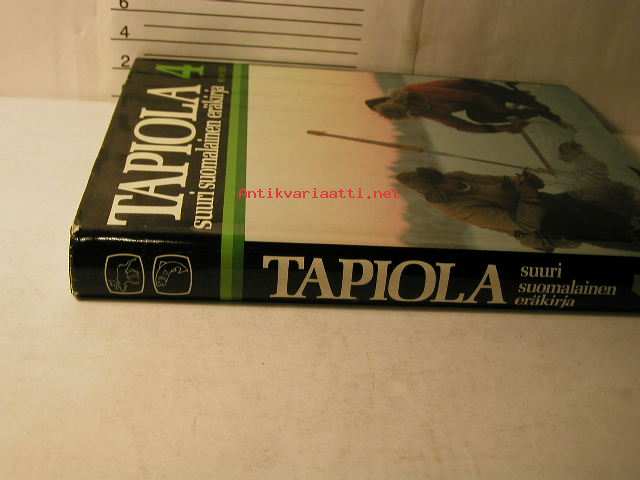 6
4
2
TAPIOLA 4
suuri suomalainen eräkirja
Antikvariaatti.net
TAPIOLA
suuri
suomalainen
eräkirja